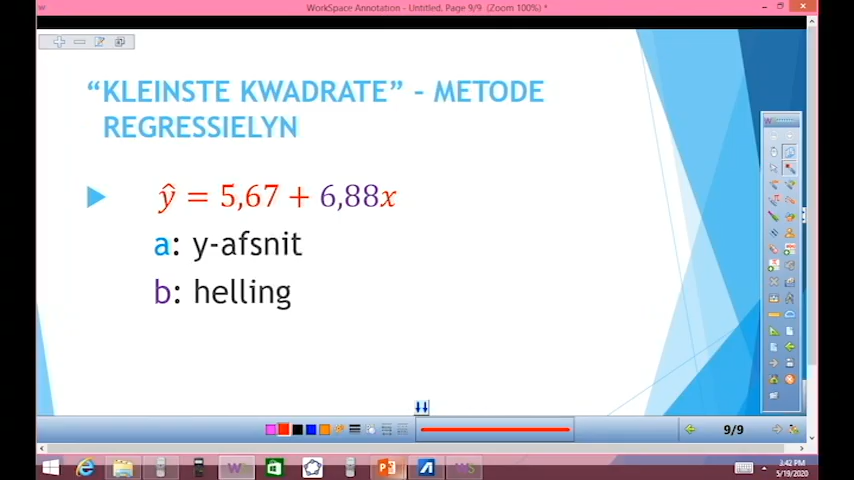 WorkSpace Annotation - Untitled. Page 9/9 (Zoom 100%) *
“KLEINSTE KWADRATE” – METODE
REGRESSIELYN
ŷ = 5,67 + 6,88x
a: y-afsnit
b: helling
9/9
3:42 PM
5/19/2020